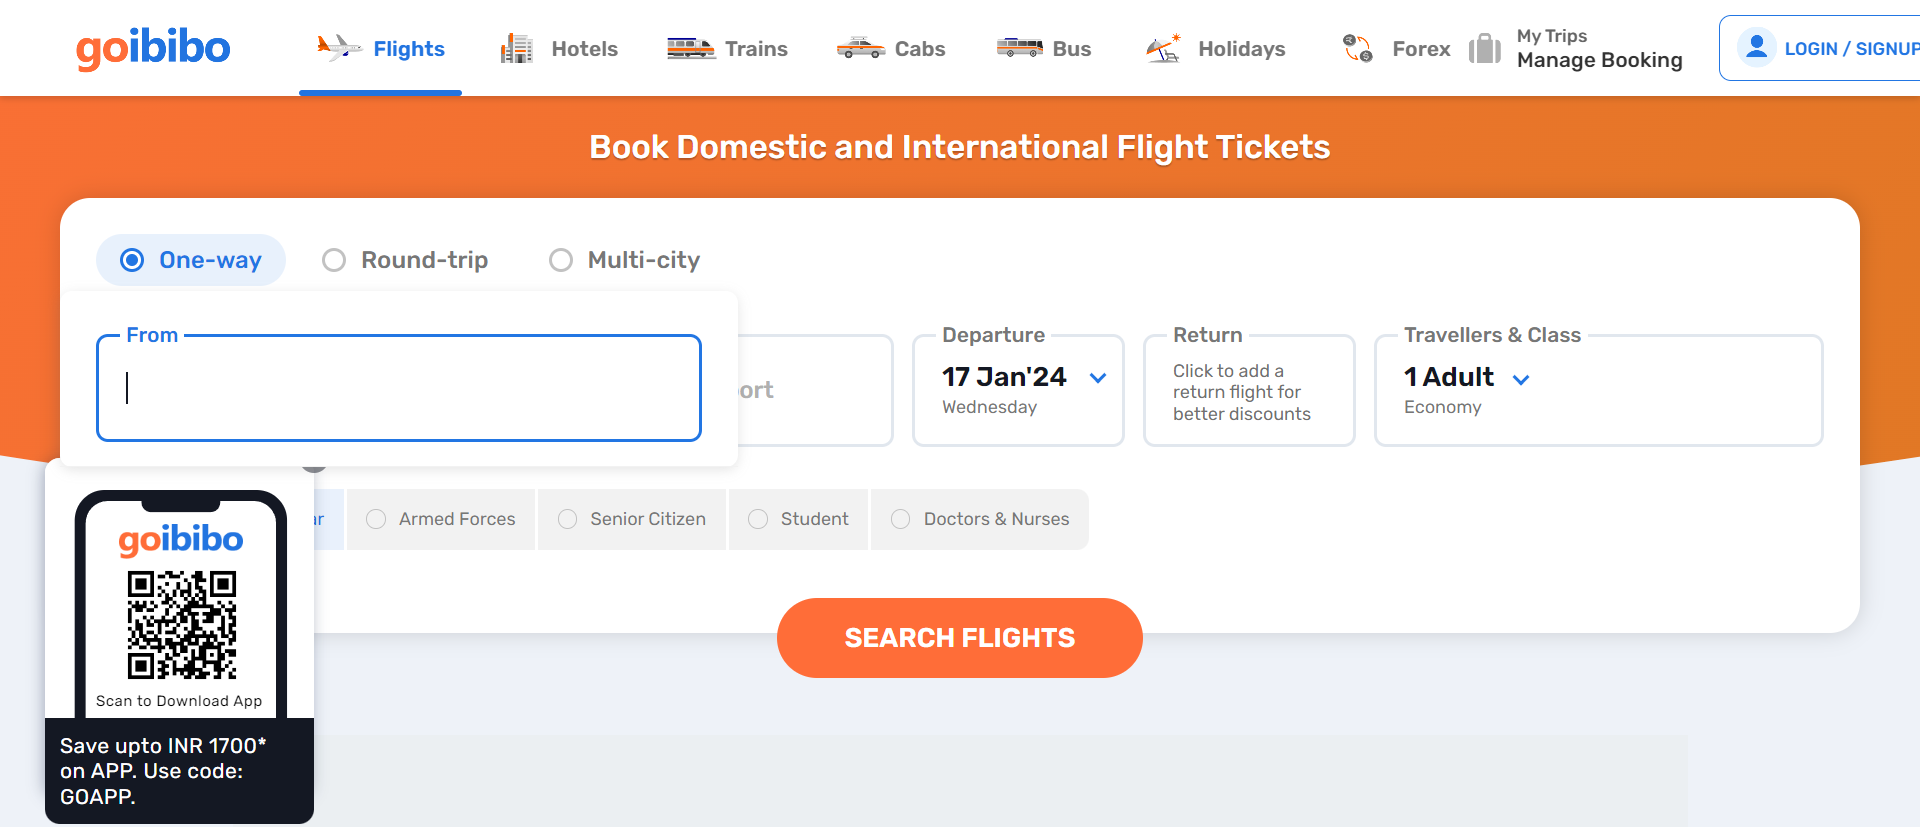 goibibo
Flights
Hotels
Trains
Cabs
Bus
Holidays
Forex
My Trips
Manage Booking
LOGIN / SIGNUP
Book Domestic and International Flight Tickets
One-way
Round-trip
Multi-city
From
Departure
17 Jan'24
Wednesday
Return
Click to add a
return flight for
better discounts
Travellers & Class
1 Adult
Economy
Armed Forces
Senior Citizen
Student
Doctors & Nurses
SEARCH FLIGHTS
goibibo
Scan to Download App
Save upto INR 1700*
on APP. Use code:
GOAPP.